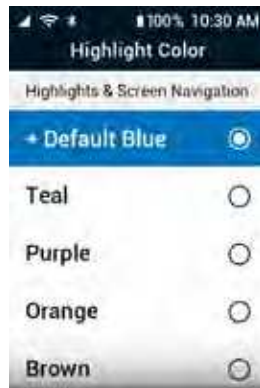 100% 10:30 AM
Highlight Color
Highlights & Screen Navigation
+ Default Blue
Teal
Purple
Orange
Brown